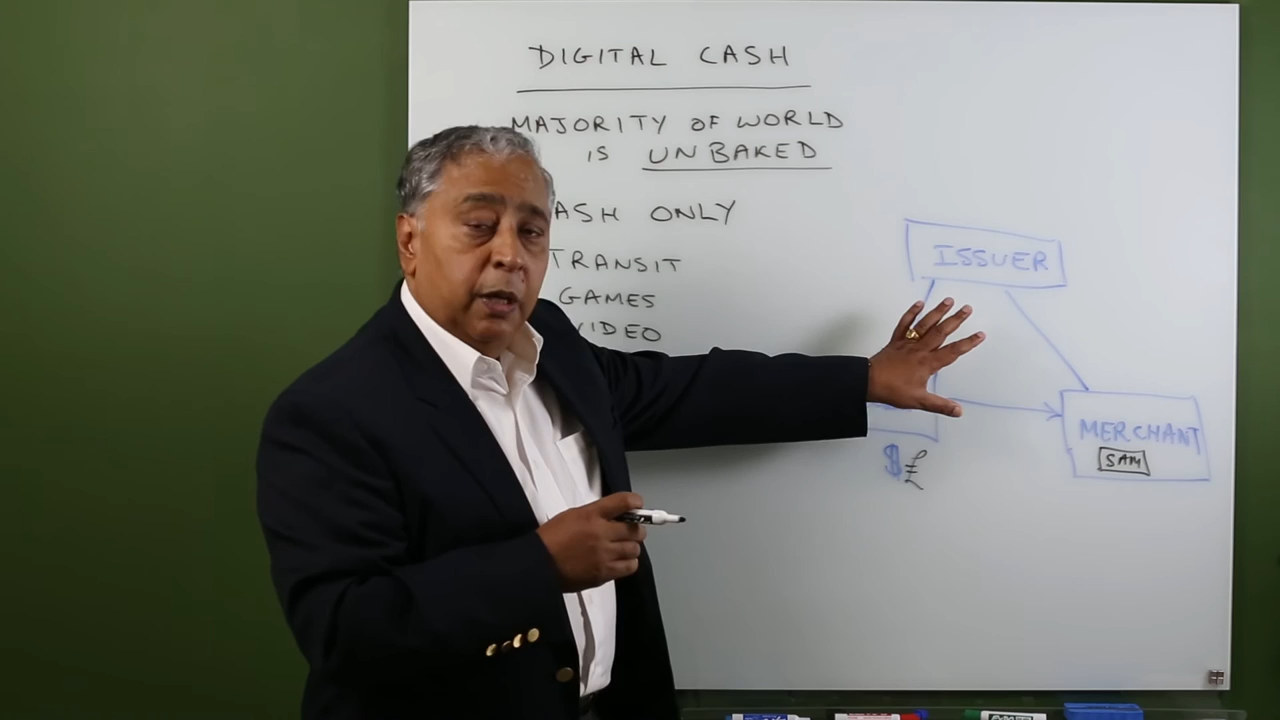 DIGITAL CASH
MAJORITY OF WORLD
IS UNBAKED
ASH ONLY
TRANSIT
GAMES
VIDEO
ISSUER
MERCHANT
SAM
$£